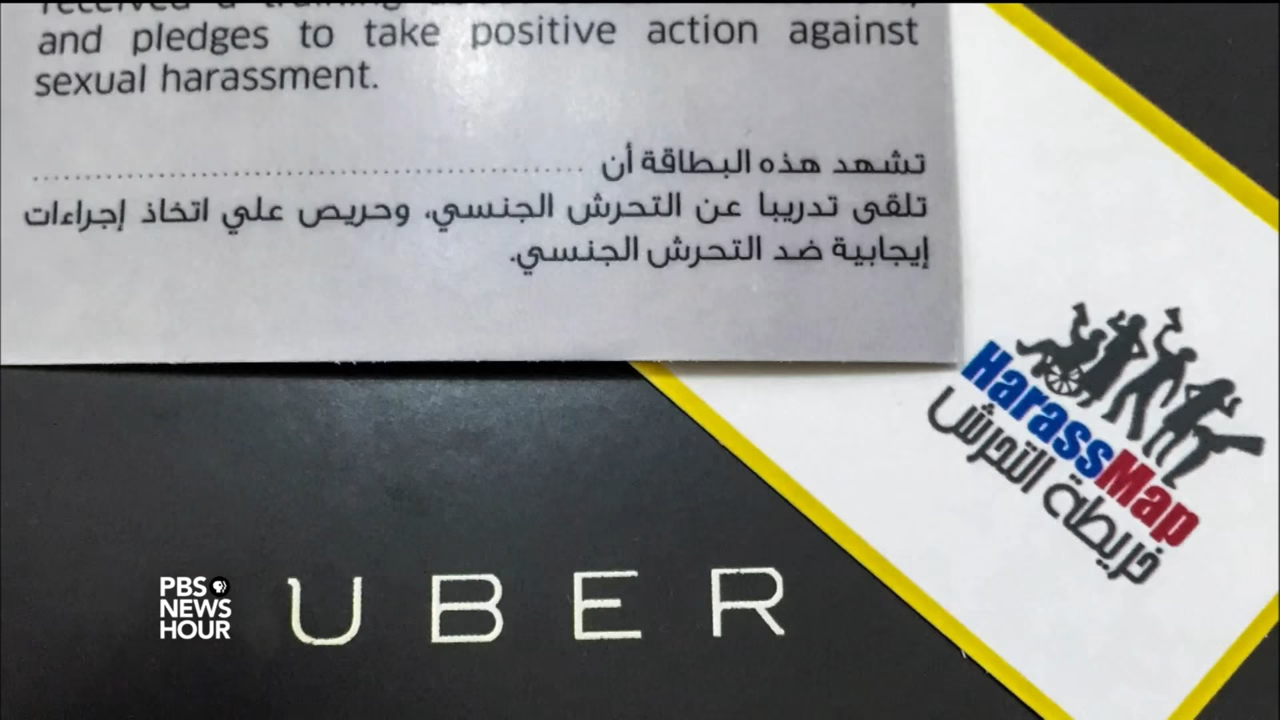 and pledges to take positive action against
sexual harassment.
تشهد هذه البطاقة أن ........................................
تلقى تدريبا عن التحرش الجنسي، وحريص علي اتخاذ إجراءات
إيجابية ضد التحرش الجنسي.
HarassMap
خريطة التحرش
PBS
NEWS
HOUR
UBER